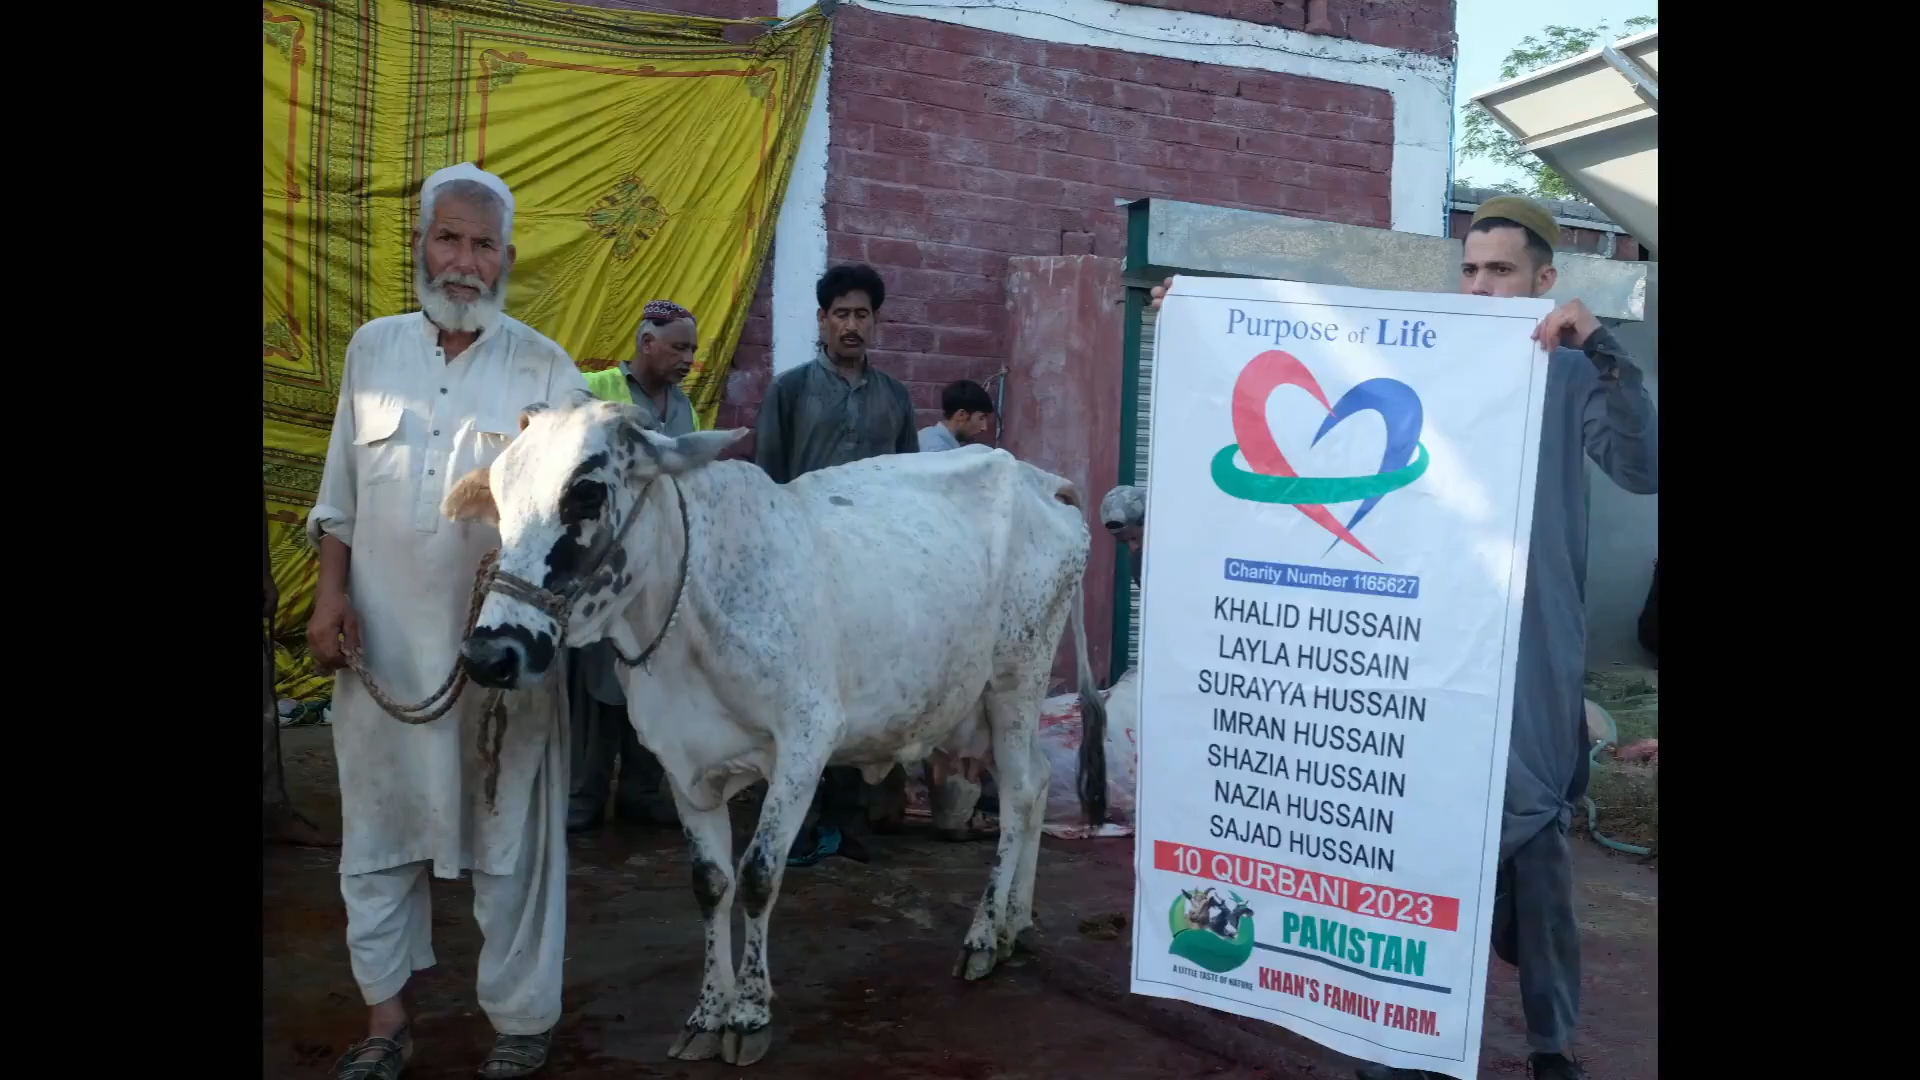 Purpose of Life
Charity Number 1165627
KHALID HUSSAIN
LAYLA HUSSAIN
SURAYYA HUSSAIN
IMRAN HUSSAIN
SHAZIA HUSSAIN
NAZIA HUSSAIN
SAJAD HUSSAIN
10 QURBANI 2023
PAKISTAN
A LITTLE TASTE OF NATURE
KHAN'S FAMILY FARM.